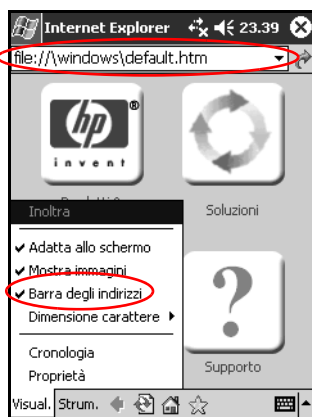 Internet Explorer 23.39
file://\windows\default.htm
hp
invent
Inoltra
Soluzioni
Adatta allo schermo
Mostra immagini
Barra degli indirizzi
Dimensione carattere
Cronologia
Proprietà
Supporto
Visual. Strum.